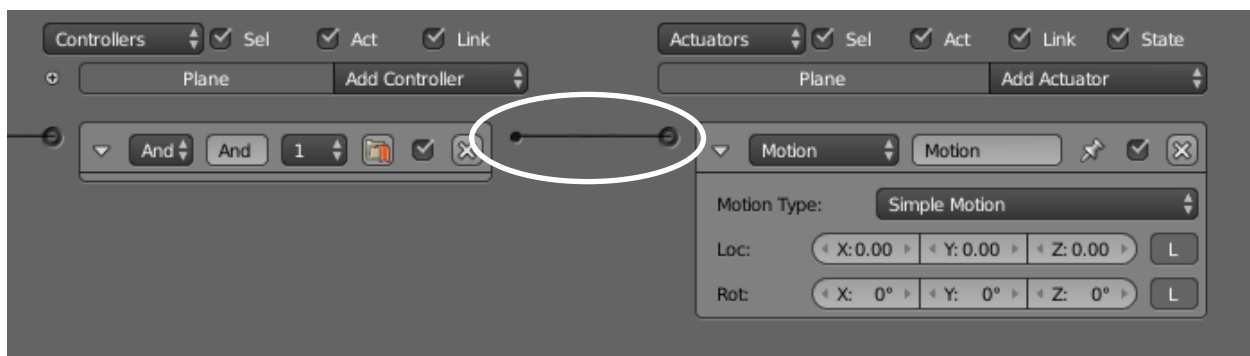 Controllers Sel Act Link Actuators Sel Act Link State
Plane Add Controller Plane Add Actuator
And And 1 Motion Motion
Motion Type: Simple Motion
Loc: X: 0.00 Y: 0.00 Z: 0.00 L
Rot: X: 0° Y: 0° Z: 0° L